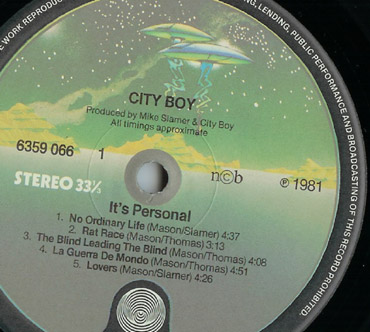 E WORK REPRODU
NG, LENDING, PUBLIC PERFORMANCE AND BROADCASTING OF THIS RECORD PROHIBITED
CITY BOY
Produced by Mike Slamer & City Boy
All timings approximate
6359 066 1
n©b
℗ 1981
STEREO 33⅓
It's Personal
1. No Ordinary Life (Mason/Slamer) 4:37
2. Rat Race (Mason/Thomas) 3:13
3. The Blind Leading The Blind (Mason/Thomas) 4:08
4. La Guerra De Mondo (Mason/Thomas) 4:51
5. Lovers (Mason/Slamer) 4:26